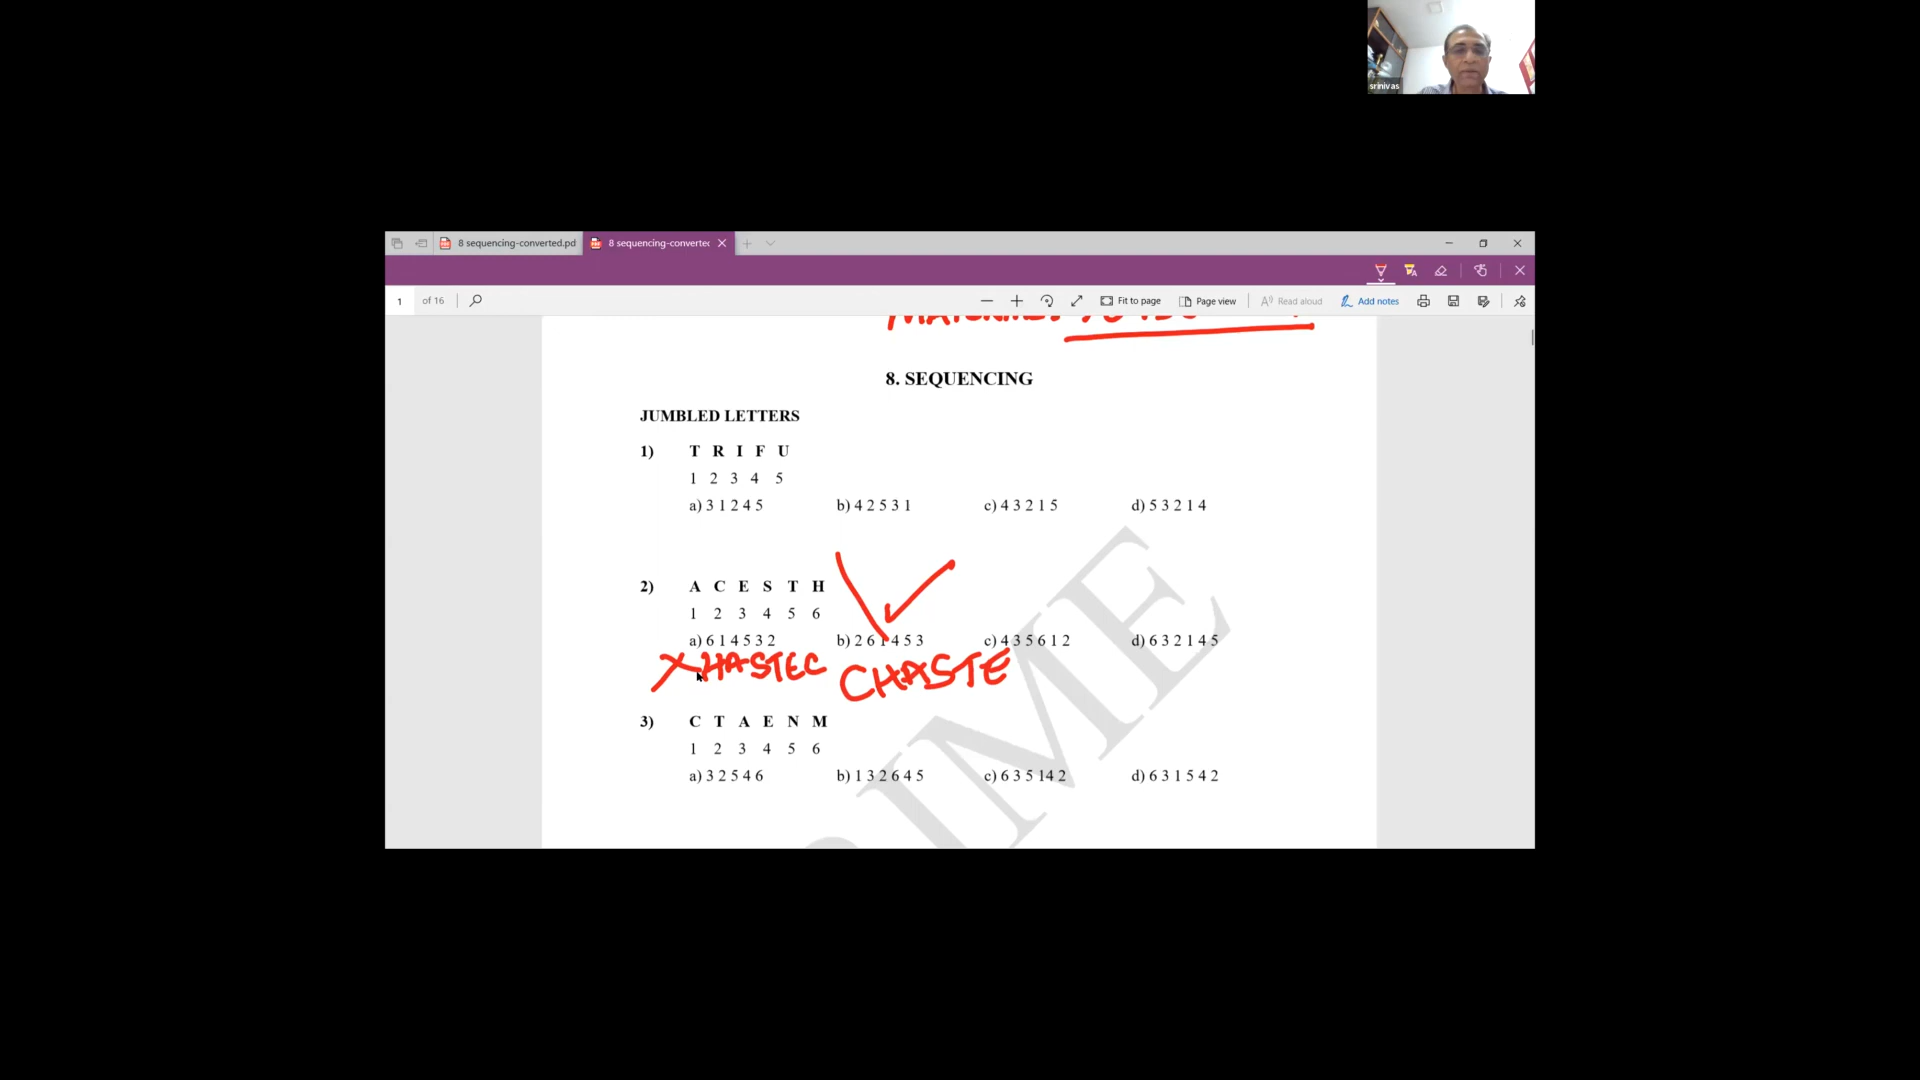 srinivas
8 sequencing-converted.pd
8 sequencing-converted
1 of 16
Fit to page
Page view
Read aloud
Add notes
8. SEQUENCING
JUMBLED LETTERS
1) T R I F U
1 2 3 4 5
a) 3 1 2 4 5 b) 4 2 5 3 1 c) 4 3 2 1 5 d) 5 3 2 1 4
2) A C E S T H
1 2 3 4 5 6
a) 6 1 4 5 3 2 b) 2 6 1 4 5 3 c) 4 3 5 6 1 2 d) 6 3 2 1 4 5
X HASTEC CHASTE
3) C T A E N M
1 2 3 4 5 6
a) 3 2 5 4 6 b) 1 3 2 6 4 5 c) 6 3 5 14 2 d) 6 3 1 5 4 2